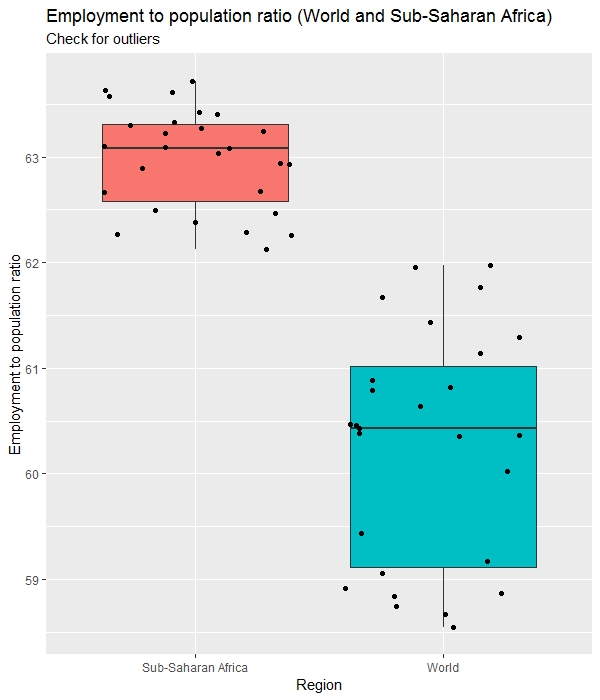 Employment to population ratio (World and Sub-Saharan Africa)
Check for outliers
63
62
61
60
59
Employment to population ratio
Sub-Saharan Africa
World
Region